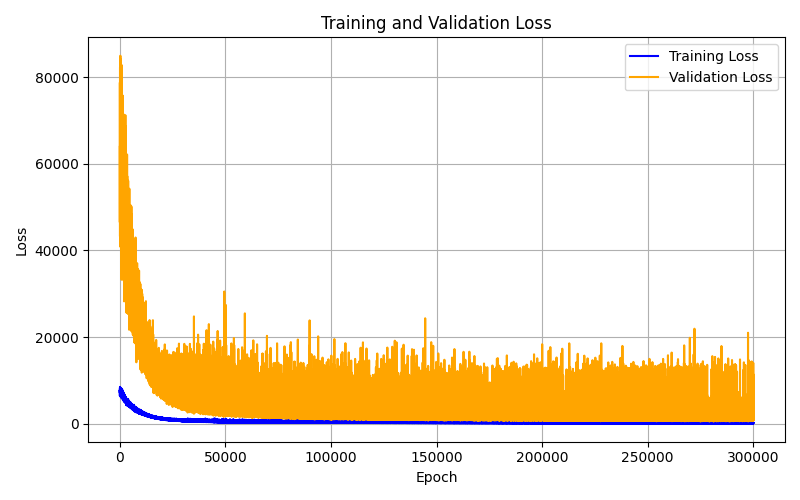 Training and Validation Loss
Training Loss
Validation Loss
80000
60000
40000
20000
0
Loss
0 50000 100000 150000 200000 250000 300000
Epoch